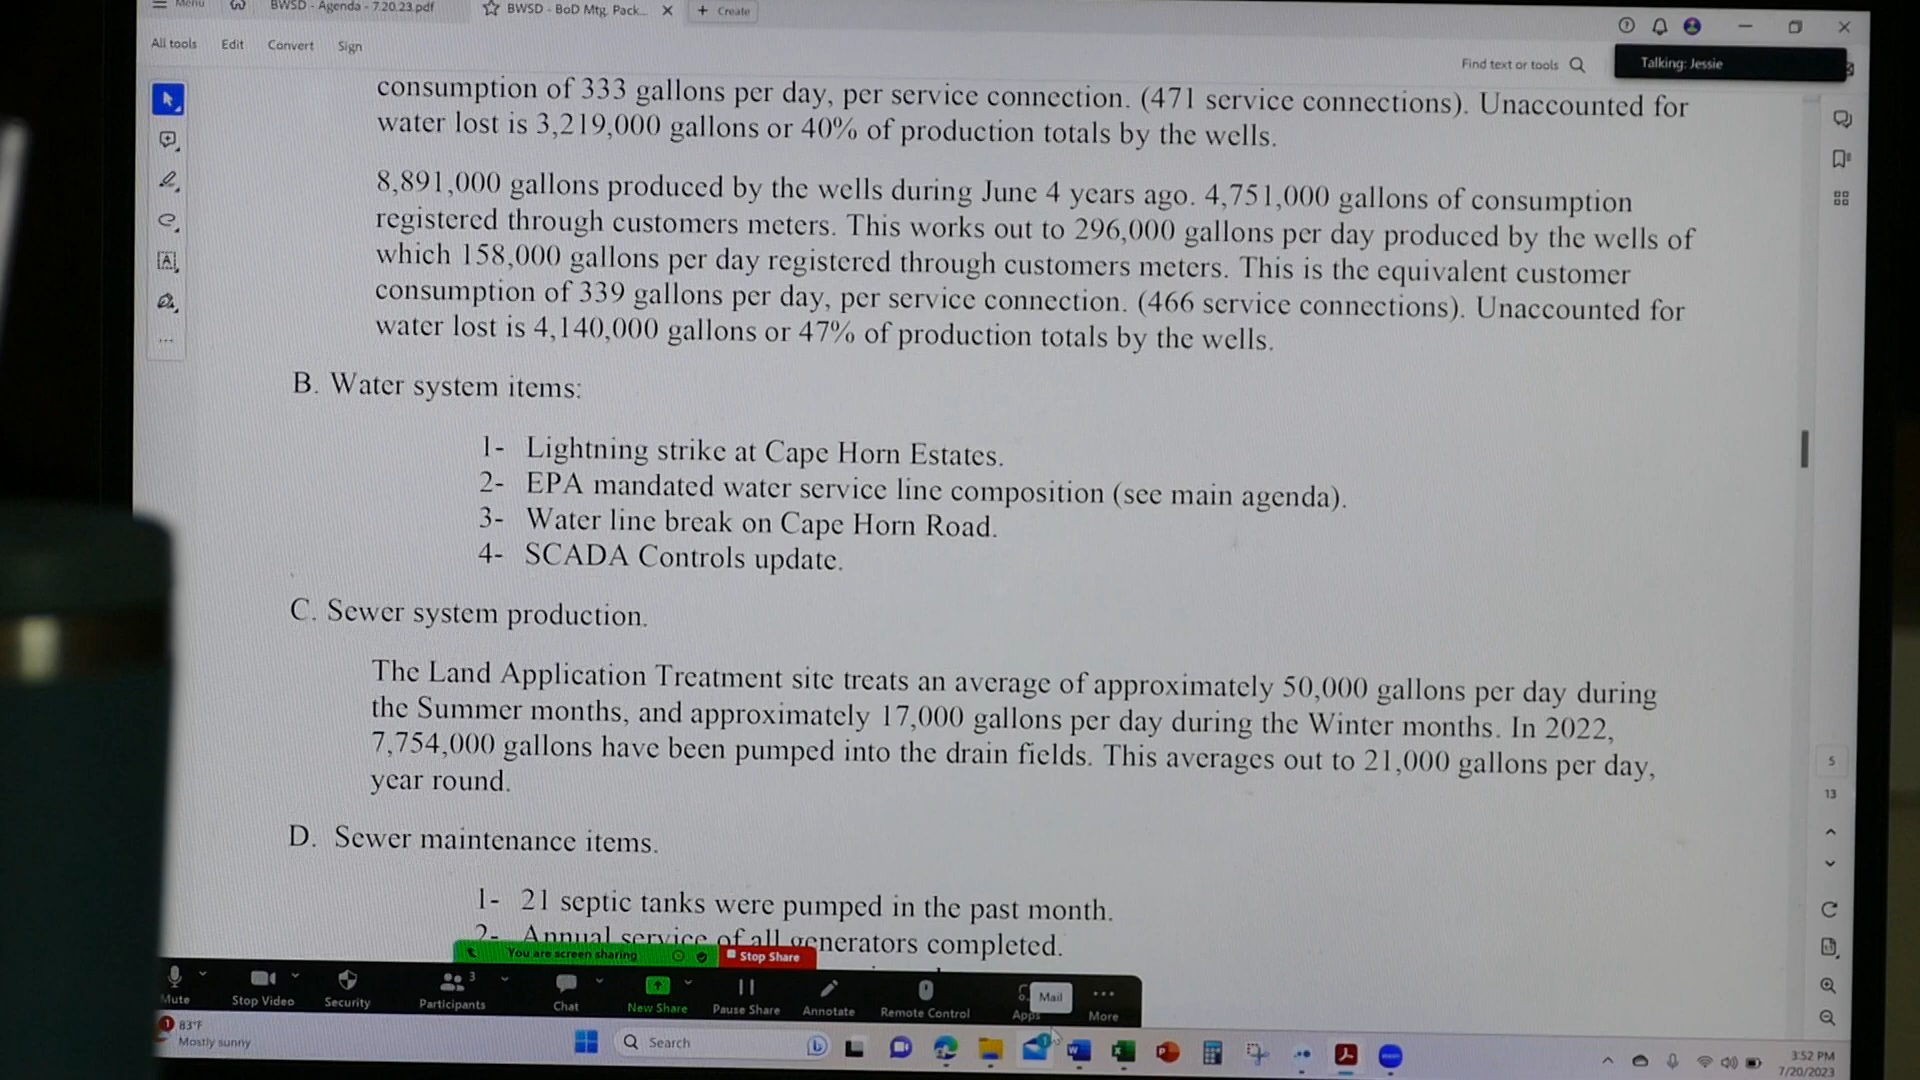 Menu
BWSD - Agenda - 7.20.23.pdf
BWSD - BoD Mtg. Pack...
+ Create
All tools Edit Convert Sign
Find text or tools
Talking: Jessie
consumption of 333 gallons per day, per service connection. (471 service connections). Unaccounted for
water lost is 3,219,000 gallons or 40% of production totals by the wells.
8,891,000 gallons produced by the wells during June 4 years ago. 4,751,000 gallons of consumption
registered through customers meters. This works out to 296,000 gallons per day produced by the wells of
which 158,000 gallons per day registered through customers meters. This is the equivalent customer
consumption of 339 gallons per day, per service connection. (466 service connections). Unaccounted for
water lost is 4,140,000 gallons or 47% of production totals by the wells.
B. Water system items:
1- Lightning strike at Cape Horn Estates.
2- EPA mandated water service line composition (see main agenda).
3- Water line break on Cape Horn Road.
4- SCADA Controls update.
C. Sewer system production.
The Land Application Treatment site treats an average of approximately 50,000 gallons per day during
the Summer months, and approximately 17,000 gallons per day during the Winter months. In 2022,
7,754,000 gallons have been pumped into the drain fields. This averages out to 21,000 gallons per day,
year round.
5
13
D. Sewer maintenance items.
1- 21 septic tanks were pumped in the past month.
2- Annual service of all generators completed.
You are screen sharing
Stop Share
Mute Stop Video Security Participants 3 Chat New Share Pause Share Annotate Remote Control Apps More
Mail
1
83°F
Mostly sunny
Search
3:52 PM
7/20/2023